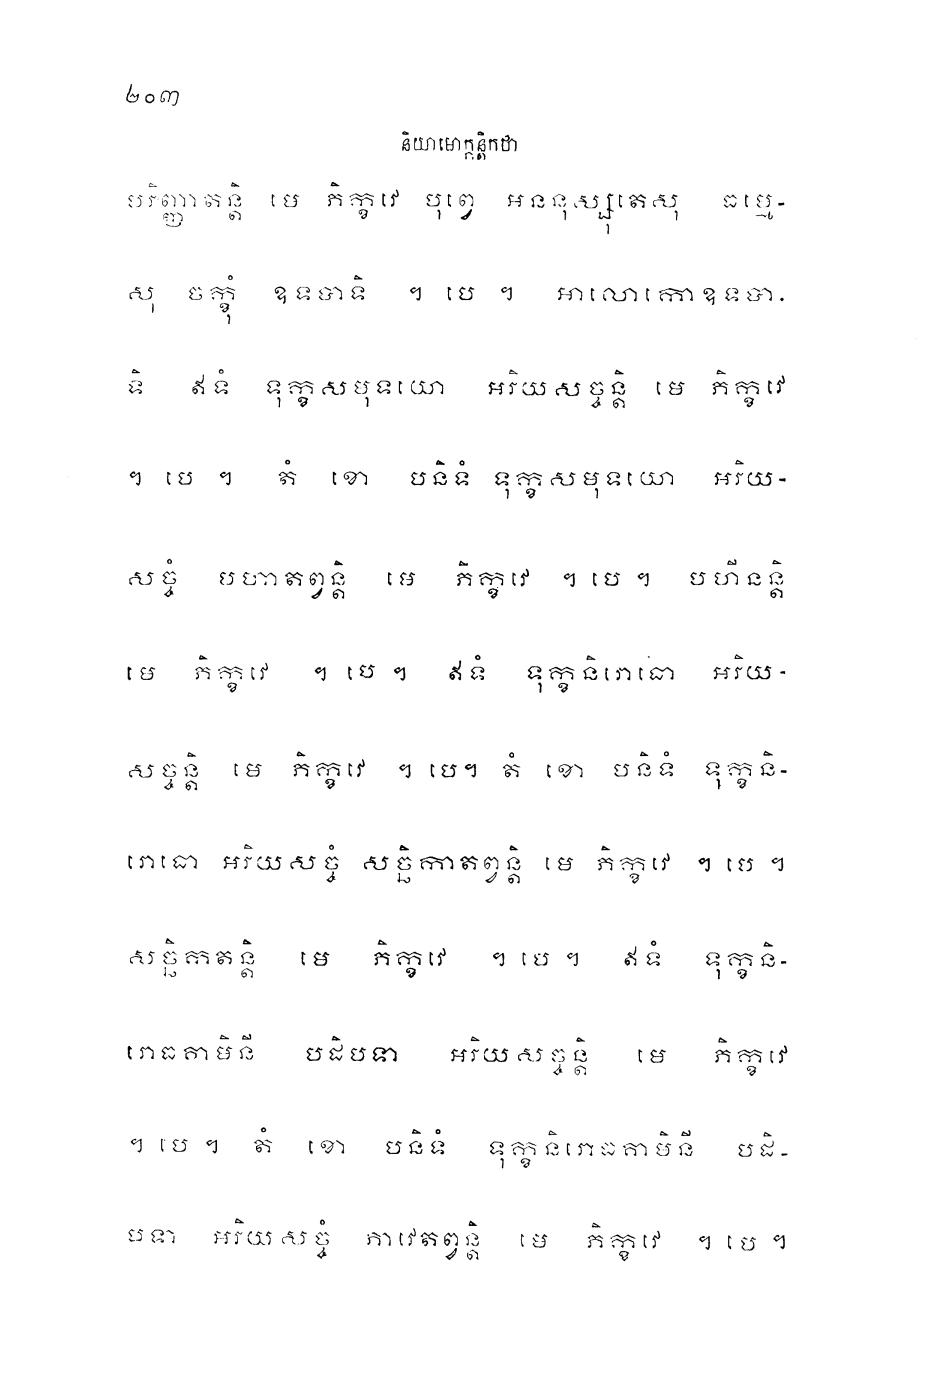 ២០៣
និយាមោក្កន្តិកថា
បរិញ្ញាតន្តិ មេ ភិក្ខវេ បុព្វេ អននុស្សុតេសុ ធម្មេ-
សុ ចក្ខុំ ឧទបាទិ ។ បេ ។ អាលោកោឧទបា-
ទិ ឥទំ ទុក្ខសមុទយោ អរិយសច្ចន្តិ មេ ភិក្ខវេ
។ បេ ។ តំ ខោ បនិទំ ទុក្ខសមុទយោ អរិយ-
សច្ចំ បហាតព្វន្តិ មេ ភិក្ខវេ ។ បេ ។ បហីនន្តិ
មេ ភិក្ខវេ ។ បេ ។ ឥទំ ទុក្ខនិរោធោ អរិយ-
សច្ចន្តិ មេ ភិក្ខវេ ។ បេ។ តំ ខោ បនិទំ ទុក្ខនិ-
រោធោ អរិយសច្ចំ សច្ឆិកាតព្វន្តិ មេ ភិក្ខវេ ។ បេ ។
សច្ឆិកតន្តិ មេ ភិក្ខវេ ។ បេ ។ ឥទំ ទុក្ខនិ-
រោធគាមិនី បដិបទា អរិយសច្ចន្តិ មេ ភិក្ខវេ
។ បេ ។ តំ ខោ បនិទំ ទុក្ខនិរោធគាមិនី បដិ-
បទា អរិយសច្ចំ ភាវេតព្វន្តិ មេ ភិក្ខវេ ។ បេ ។